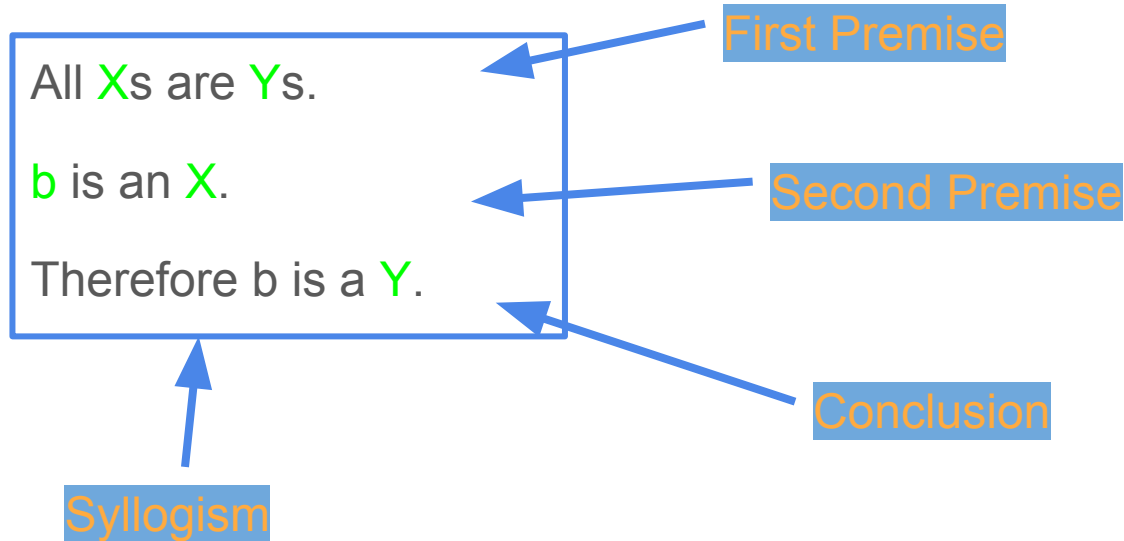 First Premise
All Xs are Ys.
b is an X.
Second Premise
Therefore b is a Y.
Conclusion
Syllogism